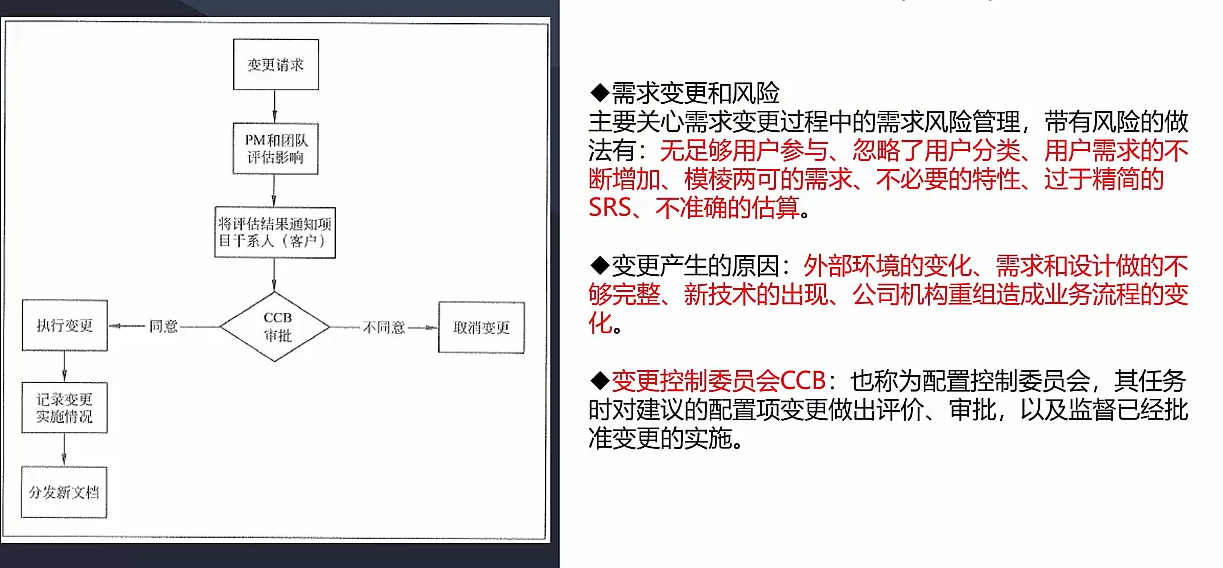 变更请求
PM和团队
评估影响
将评估结果通知项
目干系人（客户）
CCB
审批
同意
不同意
执行变更
取消变更
记录变更
实施情况
分发新文档
◆需求变更和风险
主要关心需求变更过程中的需求风险管理，带有风险的做
法有：无足够用户参与、忽略了用户分类、用户需求的不
断增加、模棱两可的需求、不必要的特性、过于精简的
SRS、不准确的估算。
◆变更产生的原因：外部环境的变化、需求和设计做的不
够完整、新技术的出现、公司机构重组造成业务流程的变
化。
◆变更控制委员会CCB：也称为配置控制委员会，其任务
时对建议的配置项变更做出评价、审批，以及监督已经批
准变更的实施。